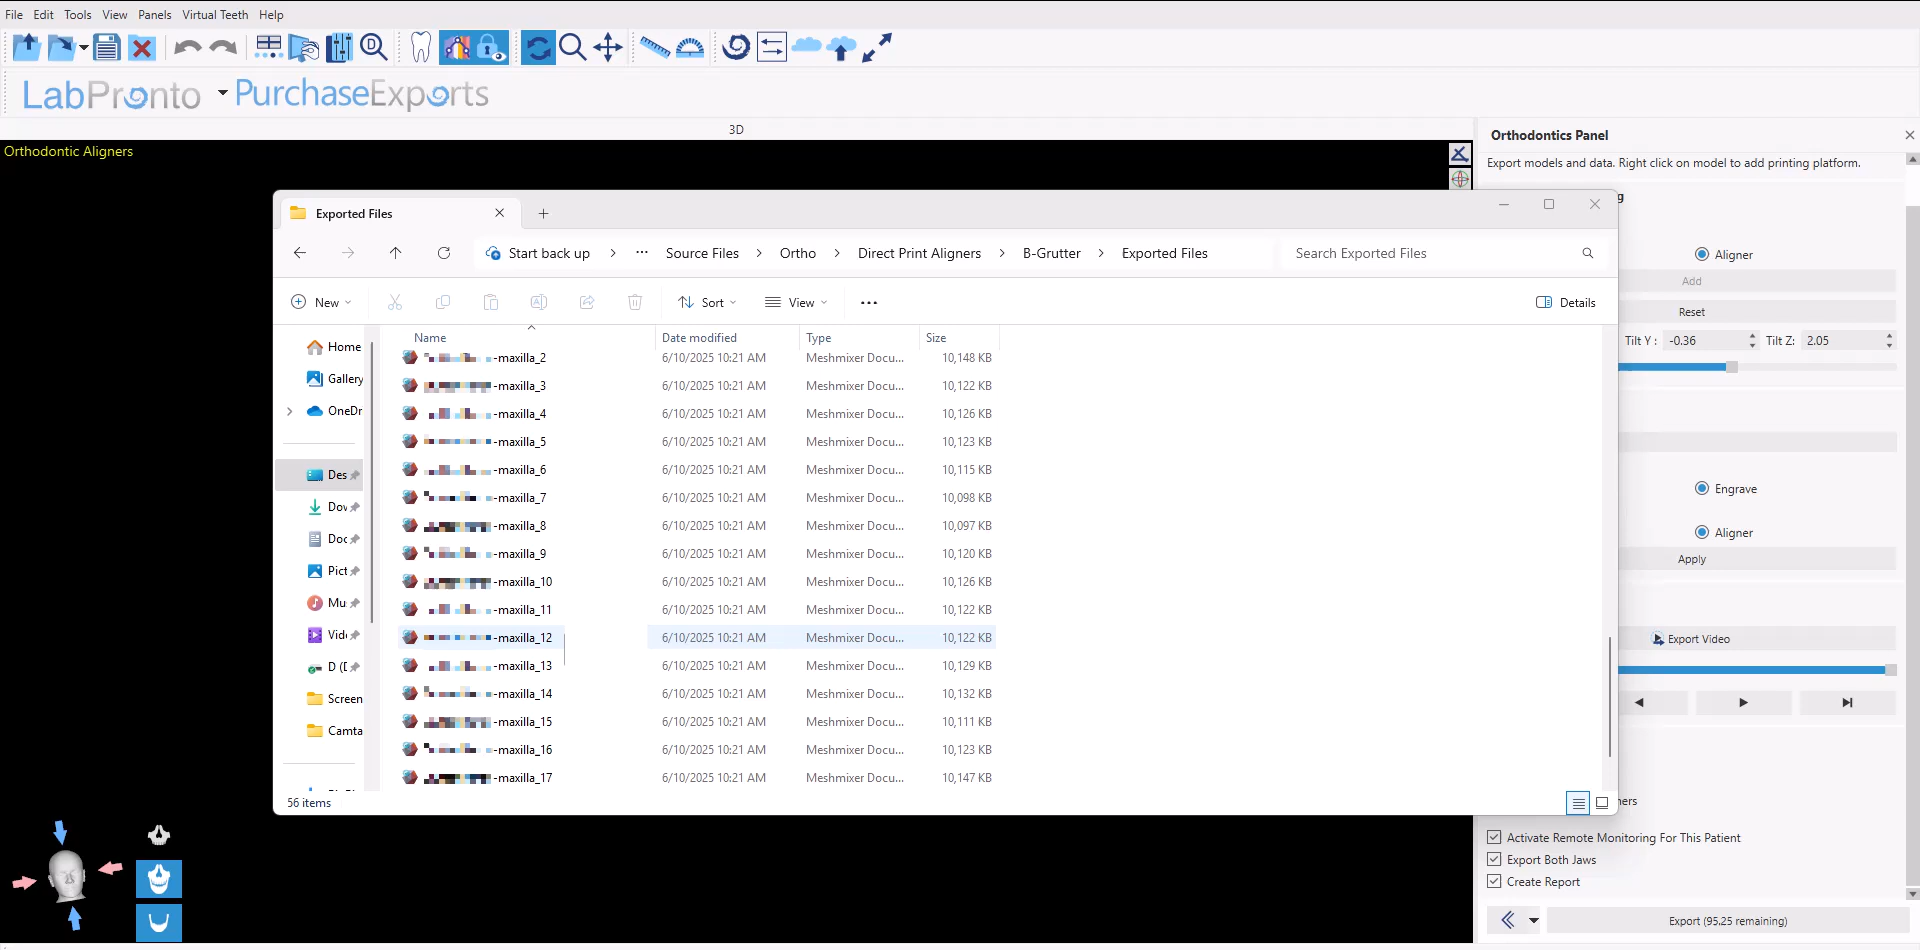 File Edit Tools View Panels Virtual Teeth Help
LabPronto PurchaseExports
3D
Orthodontic Aligners
Orthodontics Panel
Export models and data. Right click on model to add printing platform.
g
Aligner
Add
Reset
Tilt Y : -0.36 Tilt Z: 2.05
Engrave
Aligner
Apply
Export Video
ners
Activate Remote Monitoring For This Patient
Export Both Jaws
Create Report
Export (95.25 remaining)
Exported Files
Start back up > ... Source Files > Ortho > Direct Print Aligners > B-Grutter > Exported Files
Search Exported Files
New Sort View ... Details
Home
Gallery
OneDr
Des
Dov
Doc
Pict
Mu
Vid
D (
Screen
Camta
Name Date modified Type Size
-maxilla_2 6/10/2025 10:21 AM Meshmixer Docu... 10,148 KB
-maxilla_3 6/10/2025 10:21 AM Meshmixer Docu... 10,122 KB
-maxilla_4 6/10/2025 10:21 AM Meshmixer Docu... 10,126 KB
-maxilla_5 6/10/2025 10:21 AM Meshmixer Docu... 10,123 KB
-maxilla_6 6/10/2025 10:21 AM Meshmixer Docu... 10,115 KB
-maxilla_7 6/10/2025 10:21 AM Meshmixer Docu... 10,098 KB
-maxilla_8 6/10/2025 10:21 AM Meshmixer Docu... 10,097 KB
-maxilla_9 6/10/2025 10:21 AM Meshmixer Docu... 10,120 KB
-maxilla_10 6/10/2025 10:21 AM Meshmixer Docu... 10,126 KB
-maxilla_11 6/10/2025 10:21 AM Meshmixer Docu... 10,122 KB
-maxilla_12 6/10/2025 10:21 AM Meshmixer Docu... 10,122 KB
-maxilla_13 6/10/2025 10:21 AM Meshmixer Docu... 10,129 KB
-maxilla_14 6/10/2025 10:21 AM Meshmixer Docu... 10,132 KB
-maxilla_15 6/10/2025 10:21 AM Meshmixer Docu... 10,111 KB
-maxilla_16 6/10/2025 10:21 AM Meshmixer Docu... 10,123 KB
-maxilla_17 6/10/2025 10:21 AM Meshmixer Docu... 10,147 KB
56 items